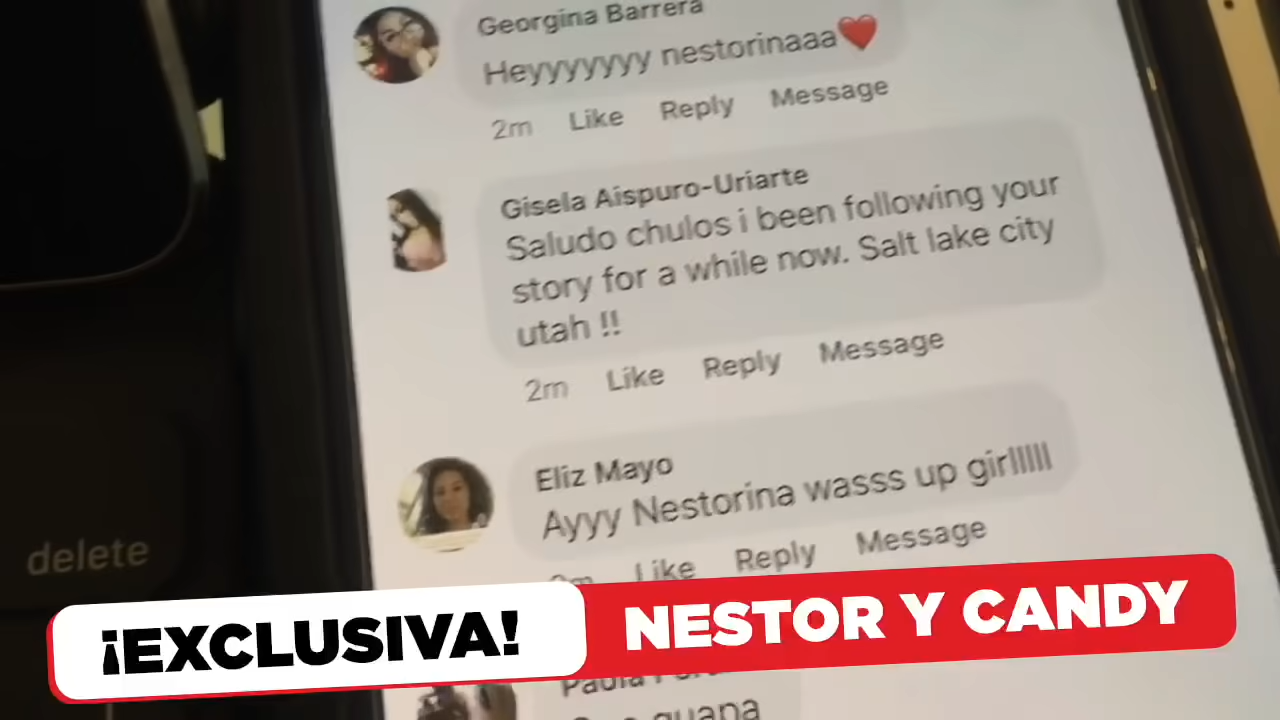 Georgina Barrera
Heyyyyyyy nestorinaaa❤️
2m Like Reply Message
Gisela Aispuro-Uriarte
Saludo chulos i been following your
story for a while now. Salt lake city
utah !!
2m Like Reply Message
Eliz Mayo
Ayyy Nestorina wasss up girlllll
Like Reply Message
delete
¡EXCLUSIVA!
NESTOR Y CANDY
guana